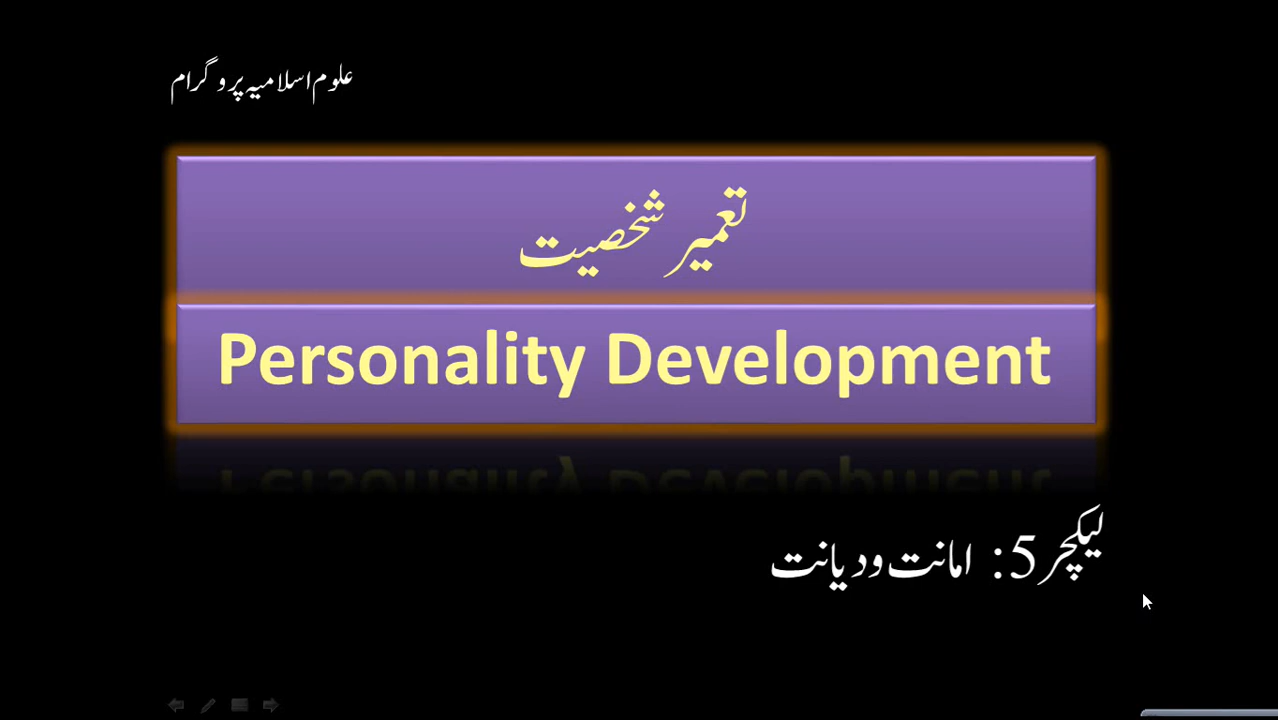 علوم اسلامیہ پروگرام
تعمیر شخصیت
Personality Development
لیکچر 5: امانت و دیانت